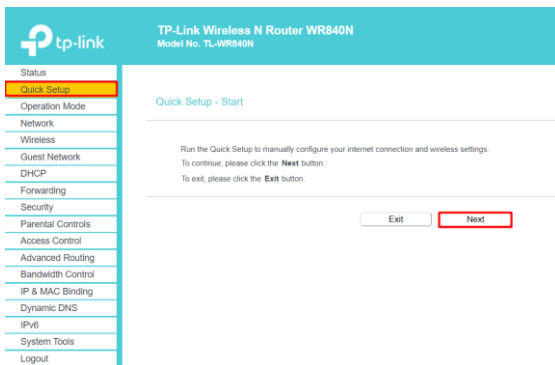 tp-link
TP-Link Wireless N Router WR840N
Model No. TL-WR840N
Status
Quick Setup
Operation Mode
Network
Wireless
Guest Network
DHCP
Forwarding
Security
Parental Controls
Access Control
Advanced Routing
Bandwidth Control
IP & MAC Binding
Dynamic DNS
IPv6
System Tools
Logout
Quick Setup - Start
Run the Quick Setup to manually configure your internet connection and wireless settings.
To continue, please click the Next button.
To exit, please click the Exit button.
Exit
Next